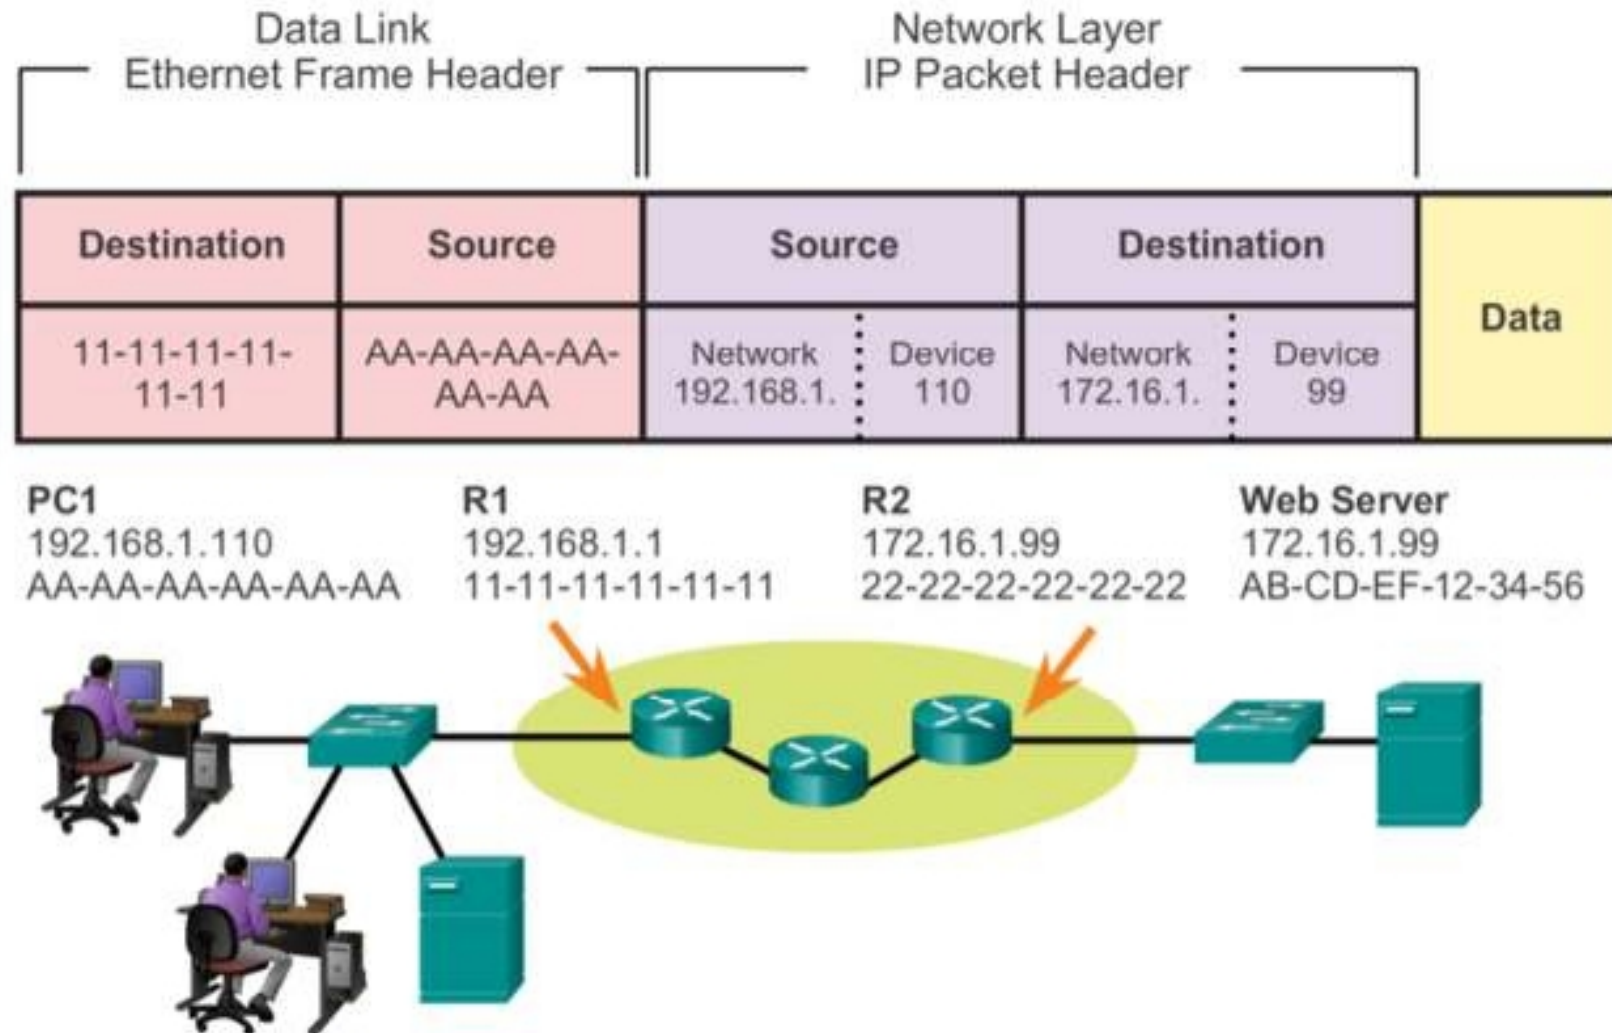 Data Link
Ethernet Frame Header
Network Layer
IP Packet Header
Destination
Source
Source
Destination
Data
11-11-11-11-
11-11
AA-AA-AA-AA-
AA-AA
Network
192.168.1.
Device
110
Network
172.16.1.
Device
99
PC1
192.168.1.110
AA-AA-AA-AA-AA-AA
R1
192.168.1.1
11-11-11-11-11-11
R2
172.16.1.99
22-22-22-22-22-22
Web Server
172.16.1.99
AB-CD-EF-12-34-56